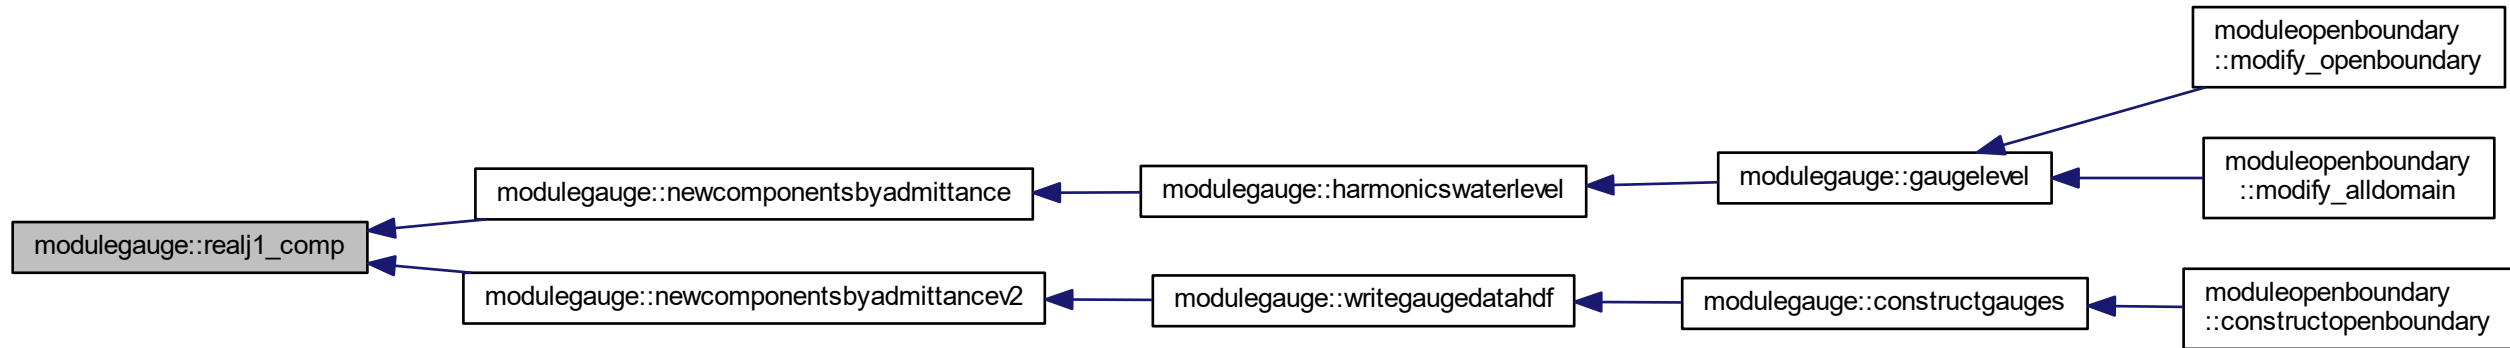 moduleopenboundary
::modify_openboundary
modulegauge::newcomponentsbyadmittance
modulegauge::harmonicswaterlevel
modulegauge::gaugelevel
moduleopenboundary
::modify_alldomain
modulegauge::realj1_comp
modulegauge::newcomponentsbyadmittancev2
modulegauge::writegaugedatahdf
modulegauge::constructgauges
moduleopenboundary
::constructopenboundary